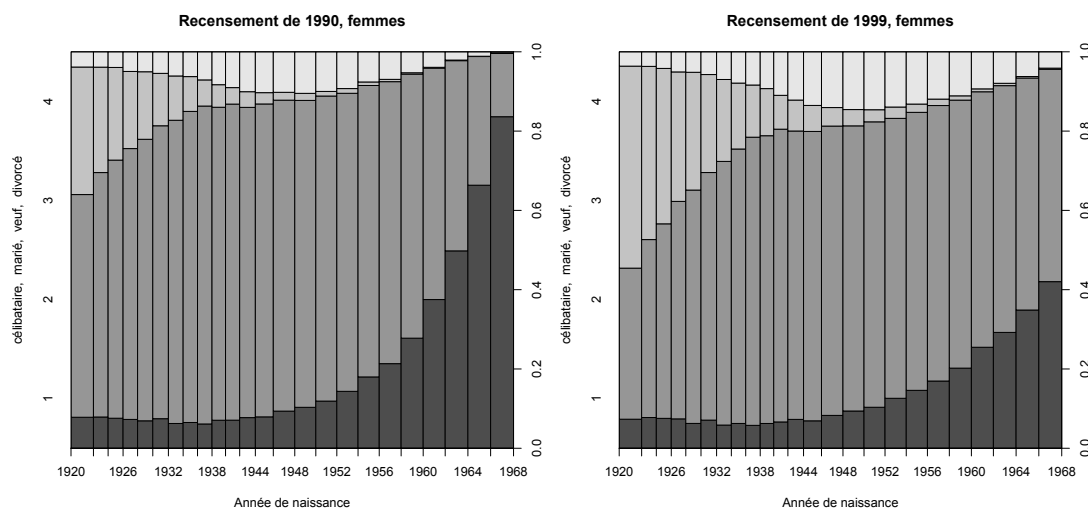 Recensement de 1990, femmes
célibataire, marié, veuf, divorcé
4
3
2
1
1.0
0.8
0.6
0.4
0.2
0.0
1920 1926 1932 1938 1944 1948 1952 1956 1960 1964 1968
Année de naissance
Recensement de 1999, femmes
célibataire, marié, veuf, divorcé
4
3
2
1
1.0
0.8
0.6
0.4
0.2
0.0
1920 1926 1932 1938 1944 1948 1952 1956 1960 1964 1968
Année de naissance